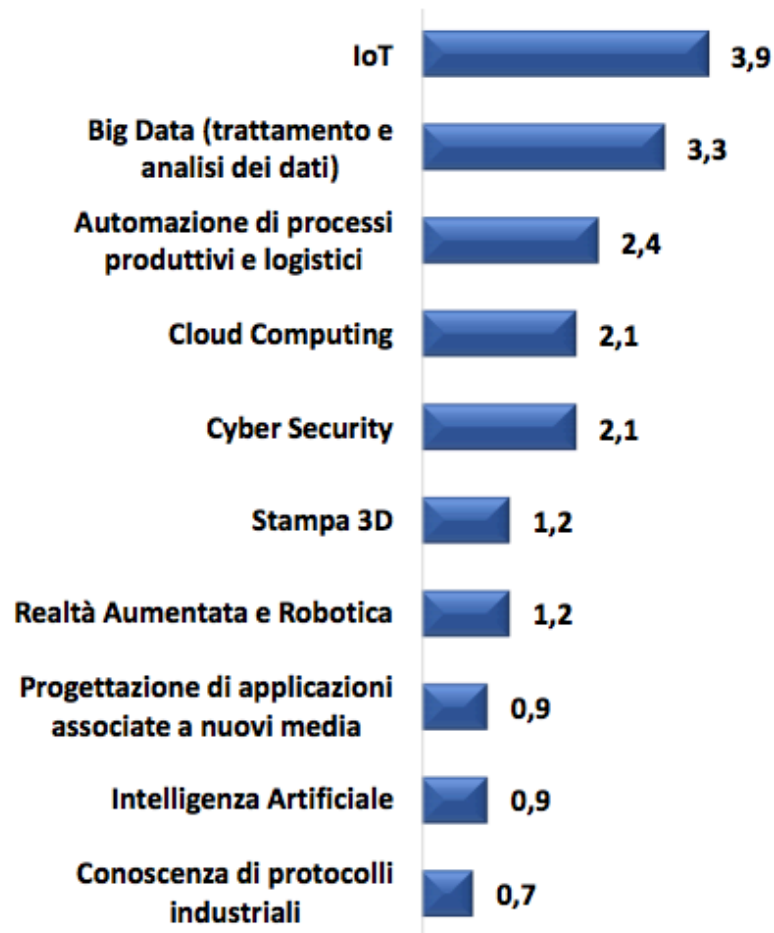 IoT
3,9
Big Data (trattamento e
analisi dei dati)
3,3
Automazione di processi
produttivi e logistici
2,4
Cloud Computing
2,1
Cyber Security
2,1
Stampa 3D
1,2
Realtà Aumentata e Robotica
1,2
Progettazione di applicazioni
associate a nuovi media
0,9
Intelligenza Artificiale
0,9
Conoscenza di protocolli
industriali
0,7